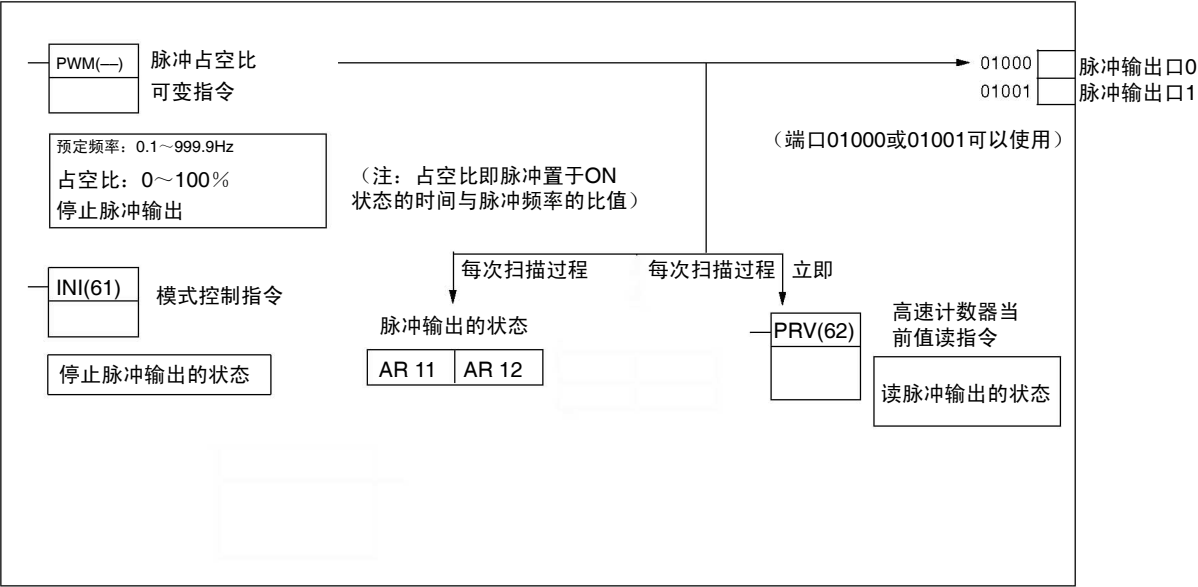 PWM(—)
脉冲占空比
可变指令
01000
脉冲输出口0
01001
脉冲输出口1
(端口01000或01001可以使用)
预定频率：0.1～999.9Hz
占空比：0～100%
停止脉冲输出
(注：占空比即脉冲置于ON
状态的时间与脉冲频率的比值)
INI(61)
模式控制指令
停止脉冲输出的状态
每次扫描过程
每次扫描过程
立即
脉冲输出的状态
AR 11
AR 12
PRV(62)
高速计数器当
前值读指令
读脉冲输出的状态